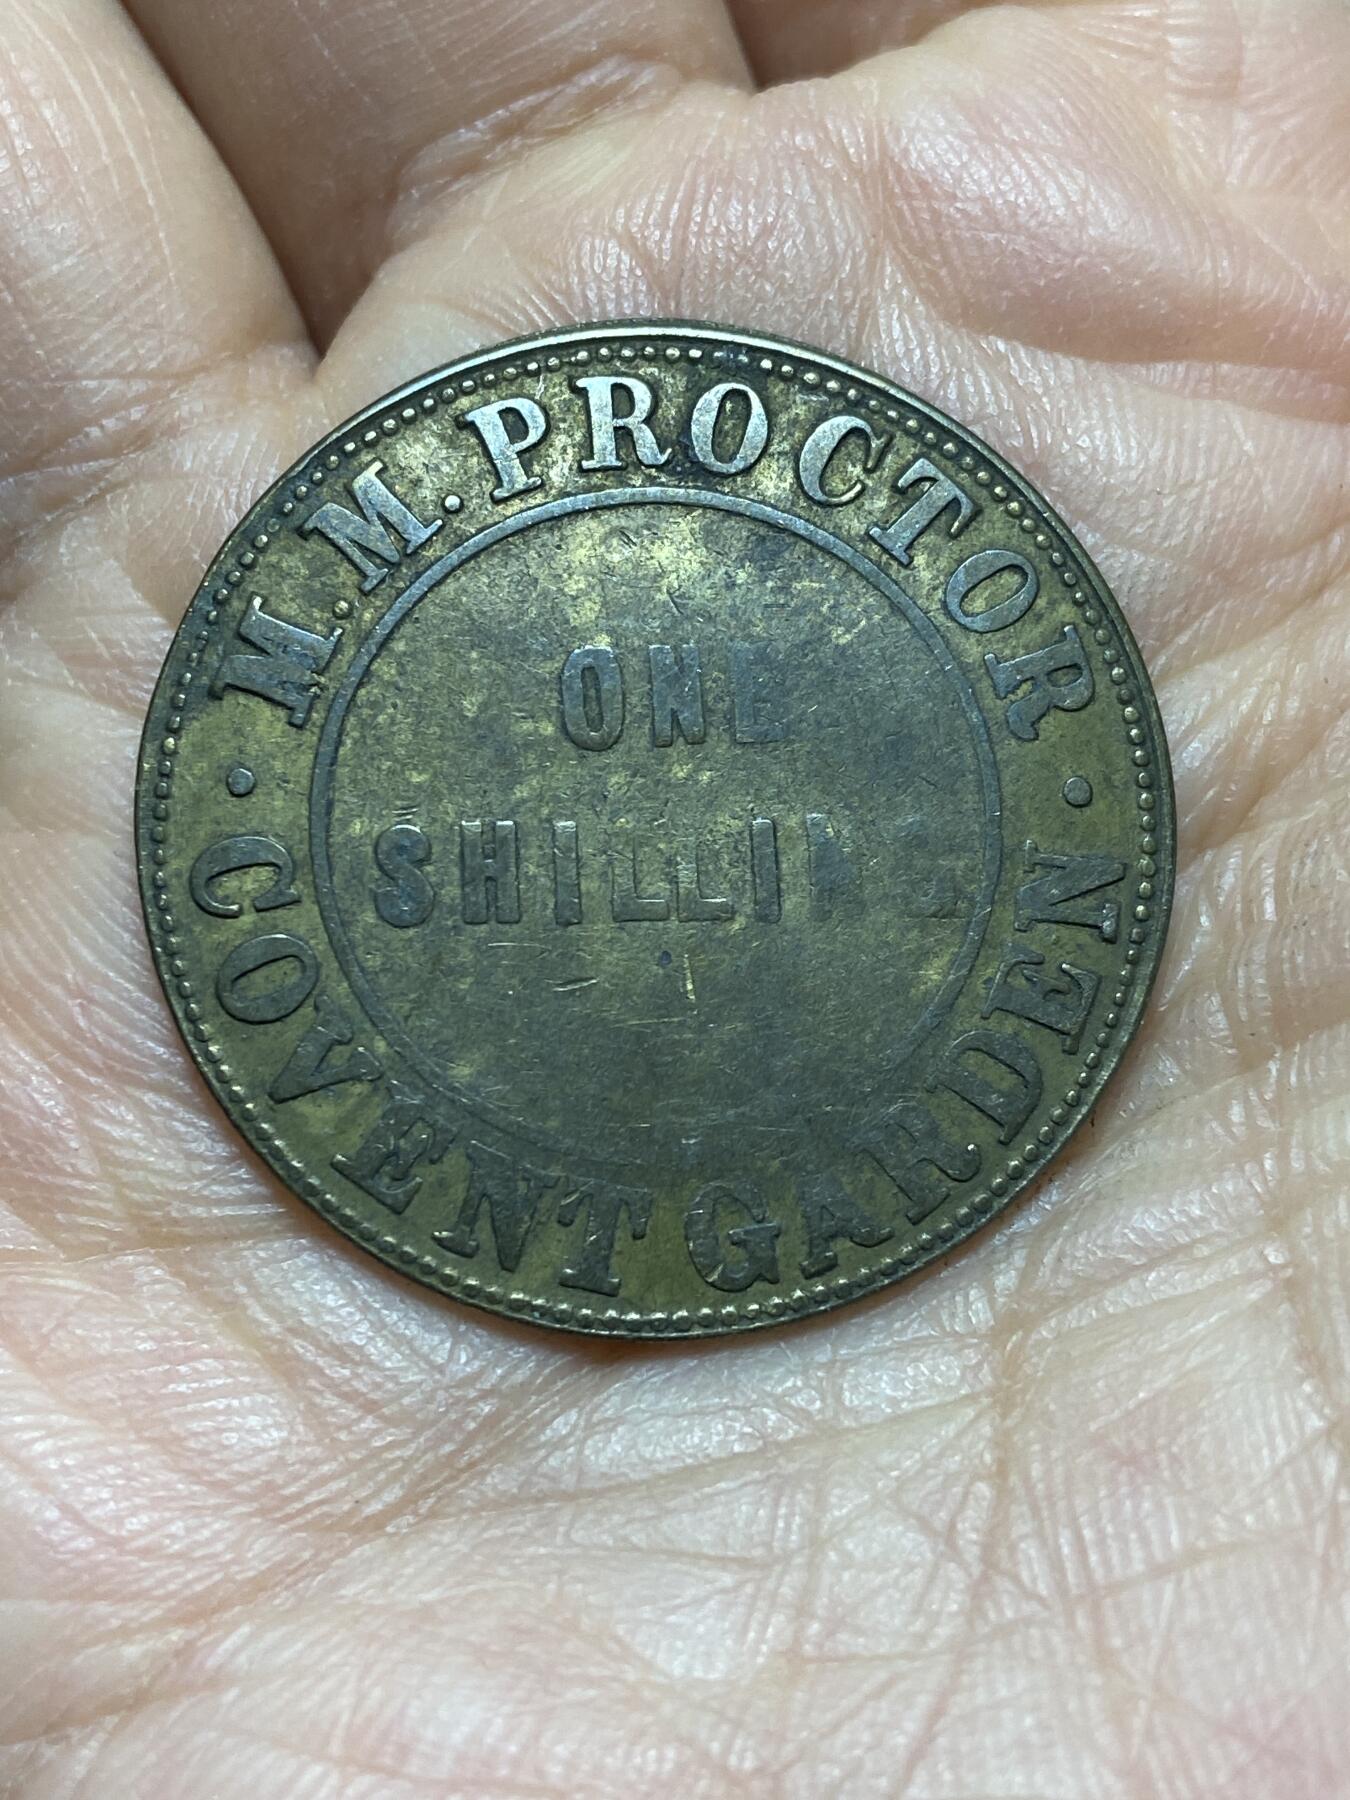 M. M. PROCTOR
ONE
SHILLING
· COVENT GARDEN ·